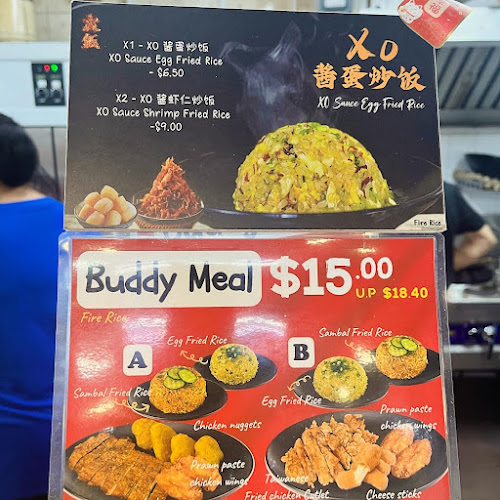 火飯
X1 - XO 酱蛋炒饭
XO Sauce Egg Fried Rice
- $6.50
X2 - XO 酱虾仁炒饭
XO Sauce Shrimp Fried Rice
-$9.00
XO
酱蛋炒饭
XO Sauce Egg Fried Rice
Fire Rice
福
Buddy Meal $15.00
U.P $18.40
Fire Rice
A
Egg Fried Rice
Sambal Fried Rice
Chicken nuggets
Prawn paste
chicken wings
B
Sambal Fried Rice
Egg Fried Rice
Prawn paste
chicken wings
Taiwanese
Fried chicken Cutlet
Cheese sticks